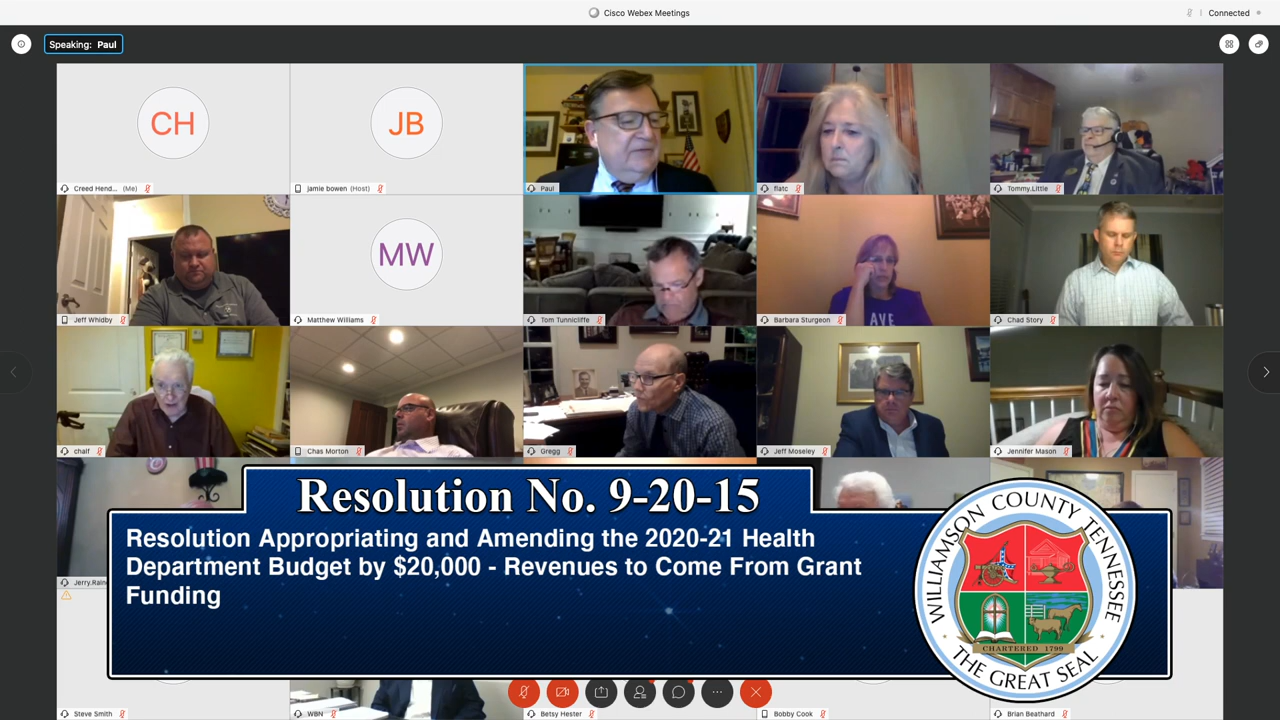 Cisco Webex Meetings
Connected
Speaking: Paul
CH
JB
Creed Hend... (Me)
jamie bowen (Host)
Paul
flatc
Tommy.Little
MW
Jeff Whidby
Matthew Williams
Tom Tunnicliffe
Barbara Sturgeon
AVE
Chad Story
chalf
Chas Morton
Gregg
Jeff Moseley
Jennifer Mason
Resolution No. 9-20-15
Resolution Appropriating and Amending the 2020-21 Health
Department Budget by $20,000 - Revenues to Come From Grant
Funding
WILLIAMSON COUNTY TENNESSEE
CHARTERED 1799
THE GREAT SEAL
Steve Smith
WBN
Betsy Hester
Bobby Cook
Brian Beathard